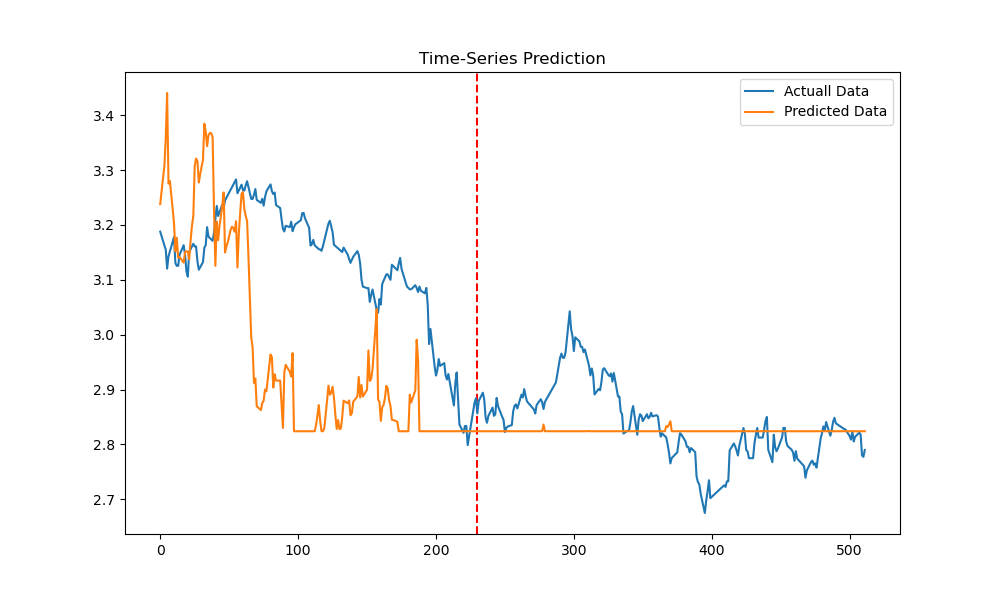 Time-Series Prediction
Actuall Data
Predicted Data
3.4
3.3
3.2
3.1
3.0
2.9
2.8
2.7
0 100 200 300 400 500